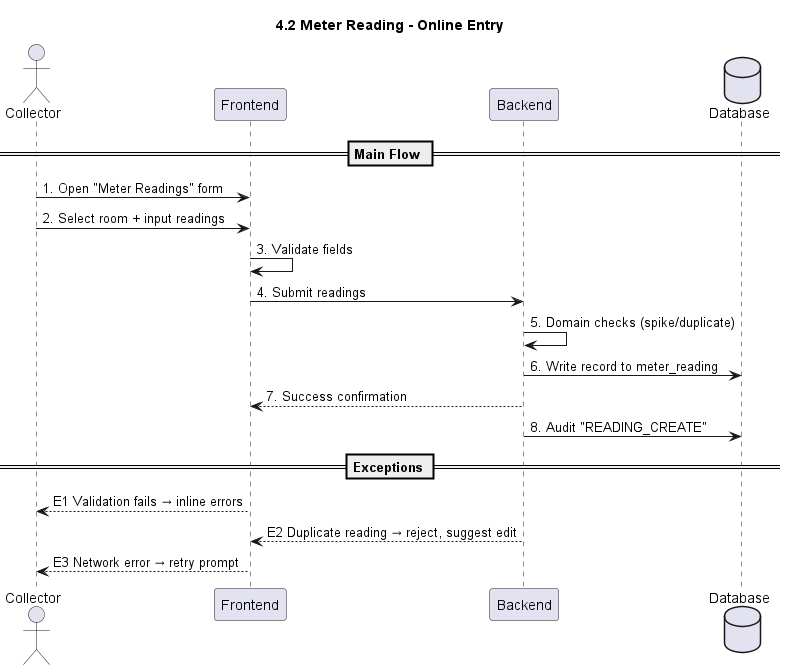 4.2 Meter Reading - Online Entry
Collector
Frontend
Backend
Database
Main Flow
1. Open "Meter Readings" form
2. Select room + input readings
3. Validate fields
4. Submit readings
5. Domain checks (spike/duplicate)
6. Write record to meter_reading
7. Success confirmation
8. Audit "READING_CREATE"
Exceptions
E1 Validation fails → inline errors
E2 Duplicate reading → reject, suggest edit
E3 Network error → retry prompt
Collector
Frontend
Backend
Database